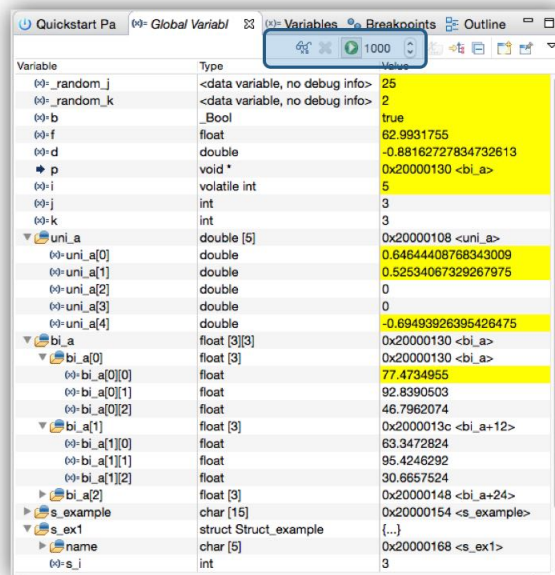 Quickstart Pa (x)= Global Variabl (x)= Variables Breakpoints Outline
1000
Variable Type Value
(x)= _random_j <data variable, no debug info> 25
(x)= _random_k <data variable, no debug info> 2
(x)= b _Bool true
(x)= f float 62.9931755
(x)= d double -0.88162727834732613
p void * 0x20000130 <bi_a>
(x)= i volatile int 5
(x)= j int 3
(x)= k int 3
uni_a double [5] 0x20000108 <uni_a>
(x)= uni_a[0] double 0.64644408768343009
(x)= uni_a[1] double 0.52534067329267975
(x)= uni_a[2] double 0
(x)= uni_a[3] double 0
(x)= uni_a[4] double -0.69493926395426475
bi_a float [3][3] 0x20000130 <bi_a>
bi_a[0] float [3] 0x20000130 <bi_a>
(x)= bi_a[0][0] float 77.4734955
(x)= bi_a[0][1] float 92.8390503
(x)= bi_a[0][2] float 46.7962074
bi_a[1] float [3] 0x2000013c <bi_a+12>
(x)= bi_a[1][0] float 63.3472824
(x)= bi_a[1][1] float 95.4246292
(x)= bi_a[1][2] float 30.6657524
bi_a[2] float [3] 0x20000148 <bi_a+24>
s_example char [15] 0x20000154 <s_example>
s_ex1 struct Struct_example {...}
name char [5] 0x20000168 <s_ex1>
(x)= s_i int 3